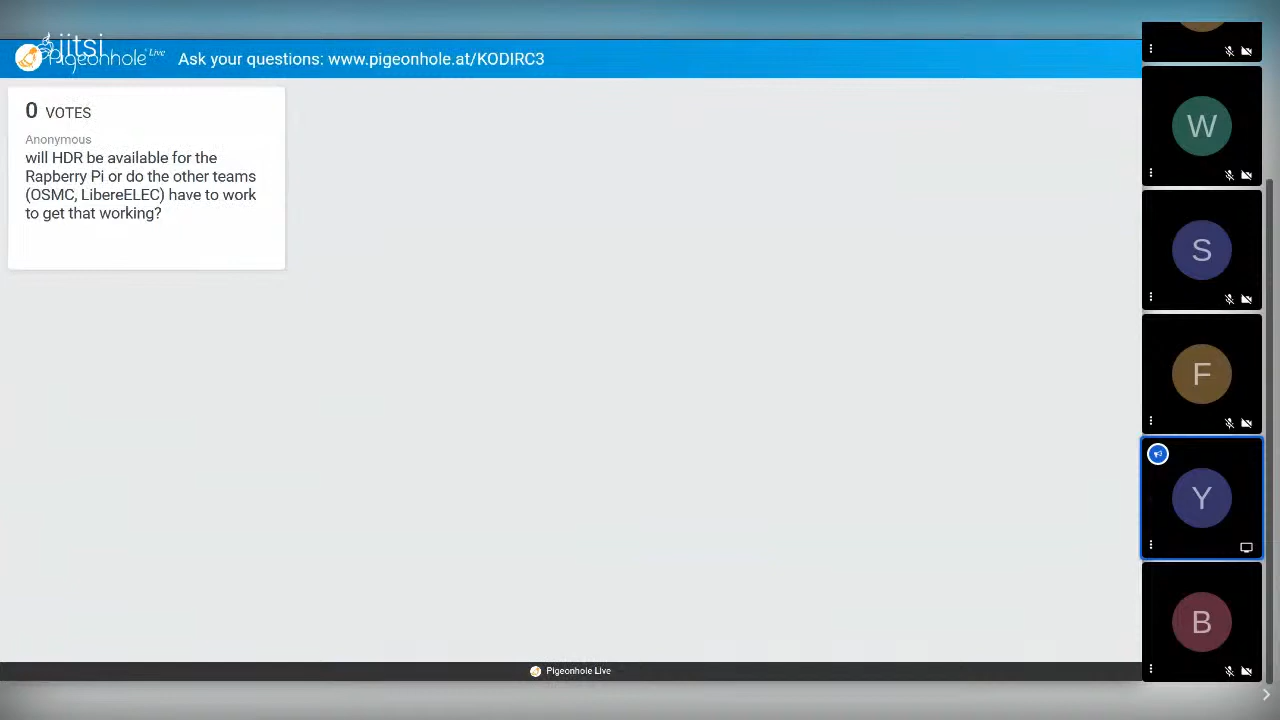 jitsi
Pigeonhole Live
Ask your questions: www.pigeonhole.at/KODIRC3
0 VOTES
Anonymous
will HDR be available for the
Rapberry Pi or do the other teams
(OSMC, LibereELEC) have to work
to get that working?
W
S
F
Y
B
Pigeonhole Live